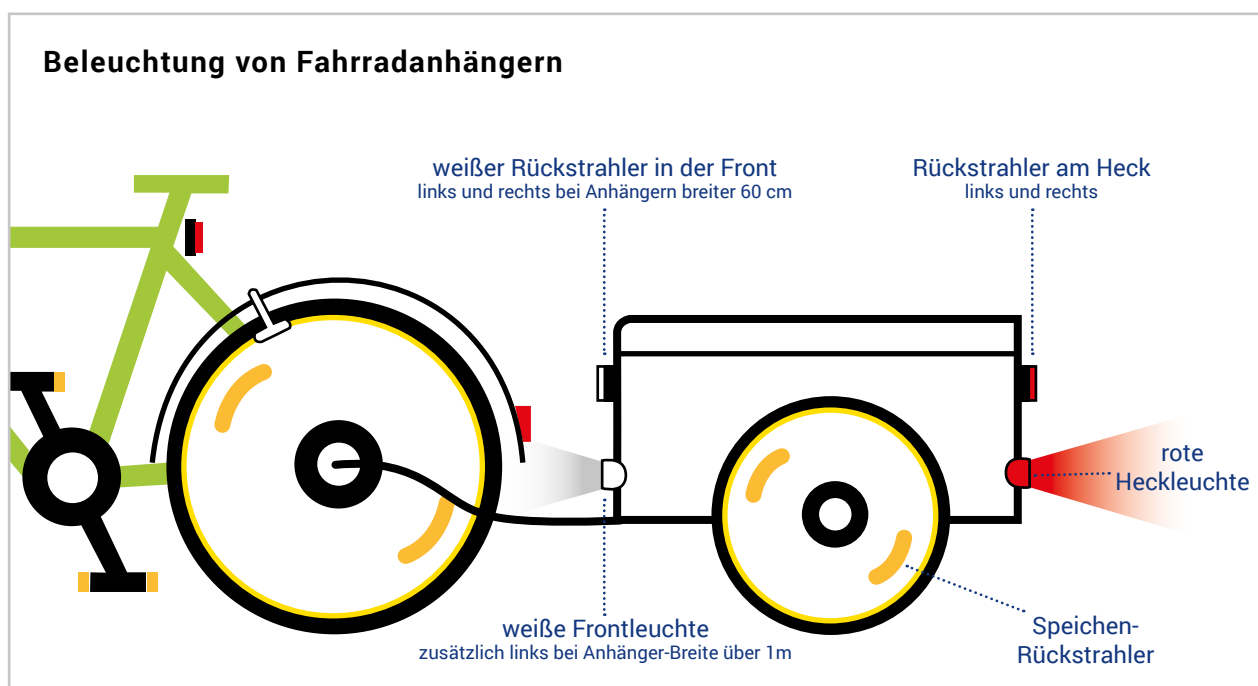 Beleuchtung von Fahrradanhängern
weißer Rückstrahler in der Front
links und rechts bei Anhängern breiter 60 cm
Rückstrahler am Heck
links und rechts
rote
Heckleuchte
weiße Frontleuchte
zusätzlich links bei Anhänger-Breite über 1m
Speichen-
Rückstrahler